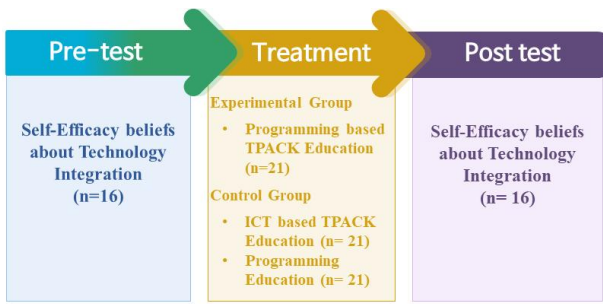 Pre-test
Treatment
Post test
Self-Efficacy beliefs
about Technology
Integration
(n=16)
Experimental Group
• Programming based
TPACK Education
(n=21)
Control Group
• ICT based TPACK
Education (n= 21)
• Programming
Education (n= 21)
Self-Efficacy beliefs
about Technology
Integration
(n= 16)